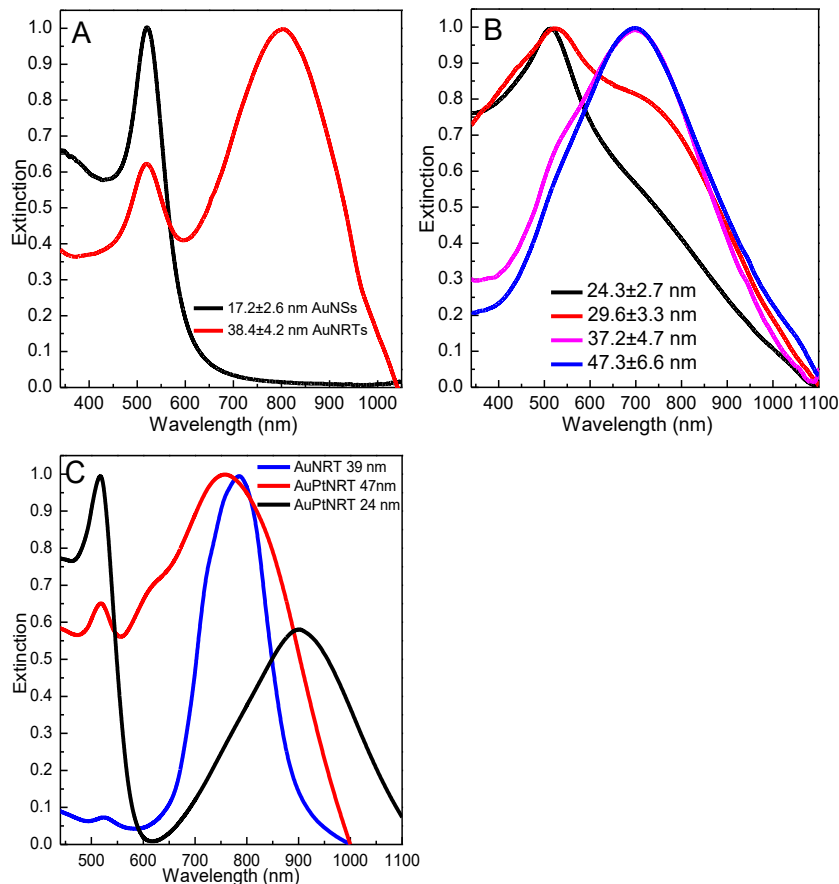 A
Extinction
1.0
0.9
0.8
0.7
0.6
0.5
0.4
0.3
0.2
0.1
0.0
17.2±2.6 nm AuNSs
38.4±4.2 nm AuNRTs
400 500 600 700 800 900 1000
Wavelength (nm)
B
Extinction
1.0
0.9
0.8
0.7
0.6
0.5
0.4
0.3
0.2
0.1
0.0
24.3±2.7 nm
29.6±3.3 nm
37.2±4.7 nm
47.3±6.6 nm
400 500 600 700 800 900 1000 1100
Wavelength (nm)
C
Extinction
1.0
0.9
0.8
0.7
0.6
0.5
0.4
0.3
0.2
0.1
0.0
AuNRT 39 nm
AuPtNRT 47nm
AuPtNRT 24 nm
500 600 700 800 900 1000 1100
Wavelength (nm)